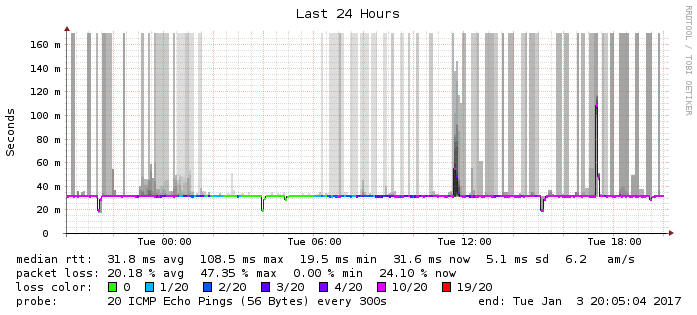 Last 24 Hours
RRDTOOL / TOBI OETIKER
Seconds
160 m
140 m
120 m
100 m
80 m
60 m
40 m
20 m
0
Tue 00:00 Tue 06:00 Tue 12:00 Tue 18:00
median rtt: 31.8 ms avg 108.5 ms max 19.5 ms min 31.6 ms now 5.1 ms sd 6.2 am/s
packet loss: 20.18 % avg 47.35 % max 0.00 % min 24.10 % now
loss color: 0 1/20 2/20 3/20 4/20 10/20 19/20
probe: 20 ICMP Echo Pings (56 Bytes) every 300s end: Tue Jan 3 20:05:04 2017